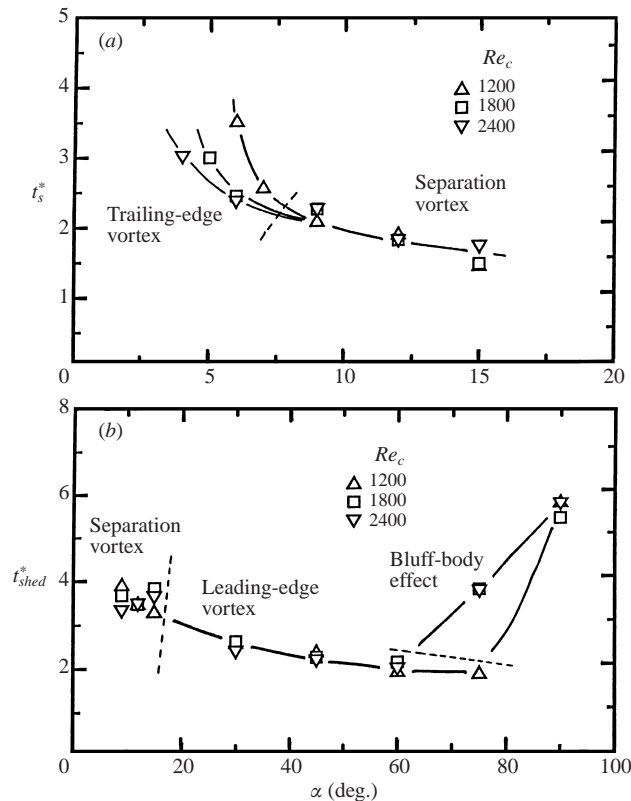 (a)
5
4
3
2
1
0
t_s^*
Re_c
1200
1800
2400
Trailing-edge
vortex
Separation
vortex
5
10
15
20
(b)
8
6
4
2
0
t_{shed}^*
Re_c
1200
1800
2400
Separation
vortex
Leading-edge
vortex
Bluff-body
effect
20
40
60
80
100
α (deg.)